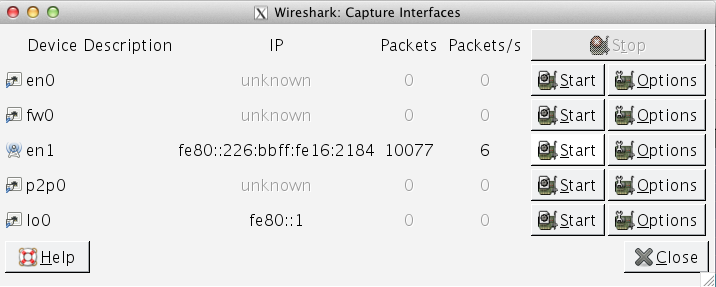 Wireshark: Capture Interfaces
Device Description IP Packets Packets/s Stop
en0 unknown 0 0 Start Options
fw0 unknown 0 0 Start Options
en1 fe80::226:bbff:fe16:2184 10077 6 Start Options
p2p0 unknown 0 0 Start Options
lo0 fe80::1 0 0 Start Options
Help Close